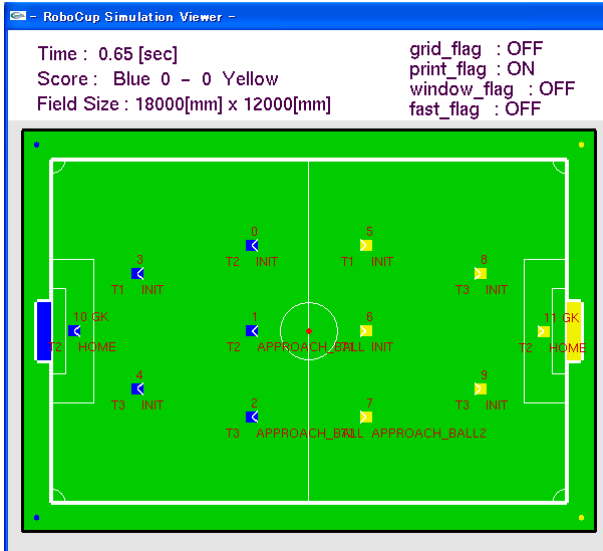 - RoboCup Simulation Viewer -
Time : 0.65 [sec]
Score : Blue 0 - 0 Yellow
Field Size : 18000[mm] x 12000[mm]
grid_flag : OFF
print_flag : ON
window_flag : OFF
fast_flag : OFF
0
T2 INIT
5
T1 INIT
3
T1 INIT
8
T3 INIT
10 GK
T2 HOME
1
T2 APPROACH_BALL
6
INIT
11 GK
T2 HOME
4
T3 INIT
9
T3 INIT
2
T3 APPROACH_BALL
7
APPROACH_BALL2